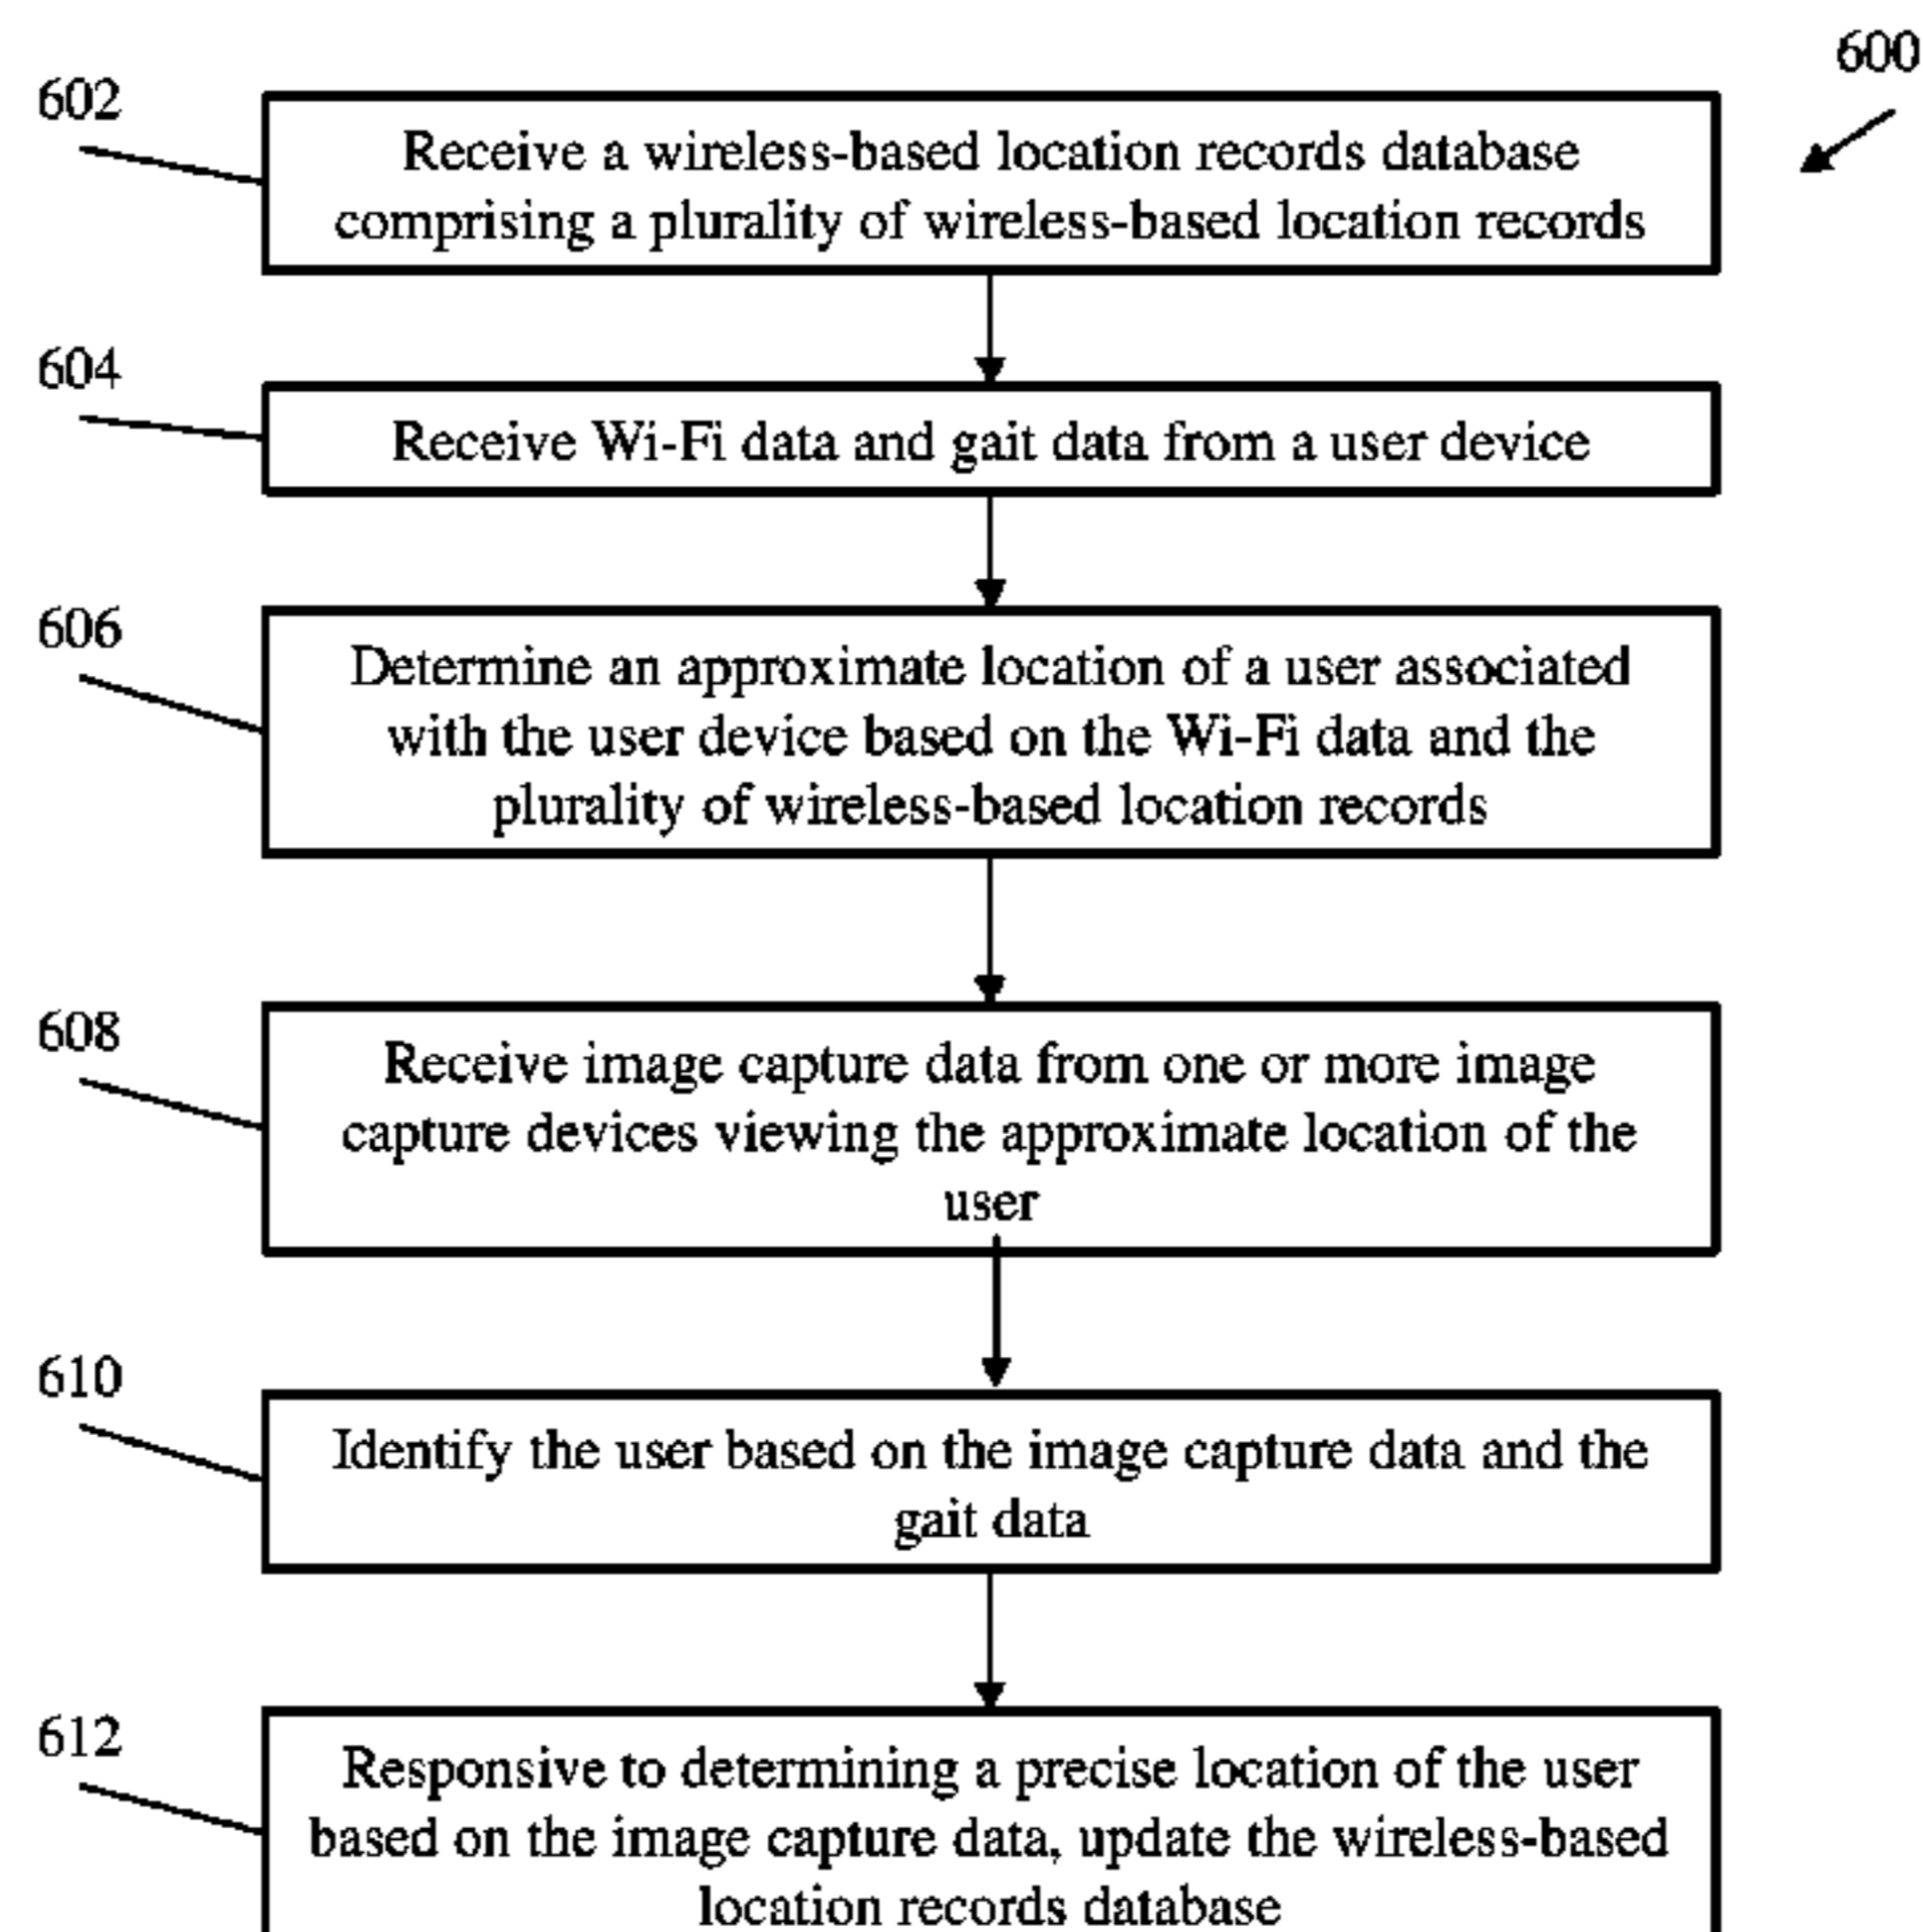 600
602
Receive a wireless-based location records database
comprising a plurality of wireless-based location records
604
Receive Wi-Fi data and gait data from a user device
606
Determine an approximate location of a user associated
with the user device based on the Wi-Fi data and the
plurality of wireless-based location records
608
Receive image capture data from one or more image
capture devices viewing the approximate location of the
user
610
Identify the user based on the image capture data and the
gait data
612
Responsive to determining a precise location of the user
based on the image capture data, update the wireless-based
location records database